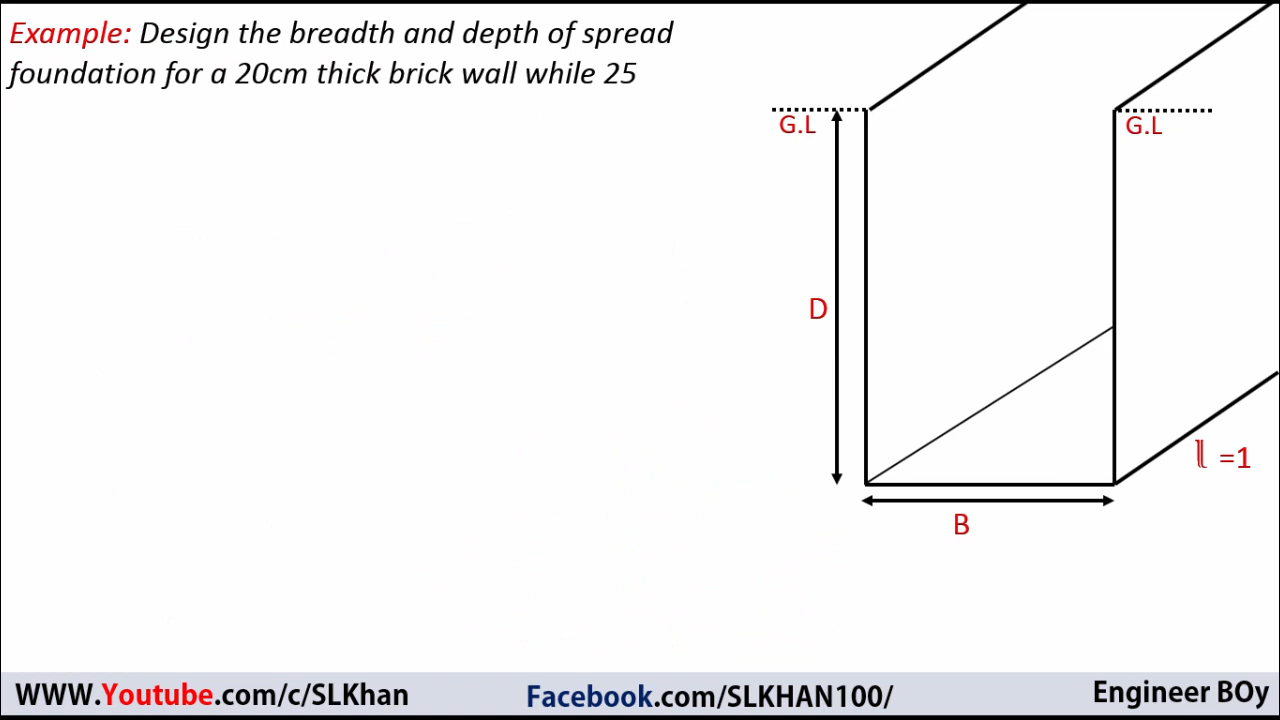 Example: Design the breadth and depth of spread
foundation for a 20cm thick brick wall while 25
G.L
G.L
D
l =1
B
WWW.Youtube.com/c/SLKhan
Facebook.com/SLKHAN100/
Engineer BOy